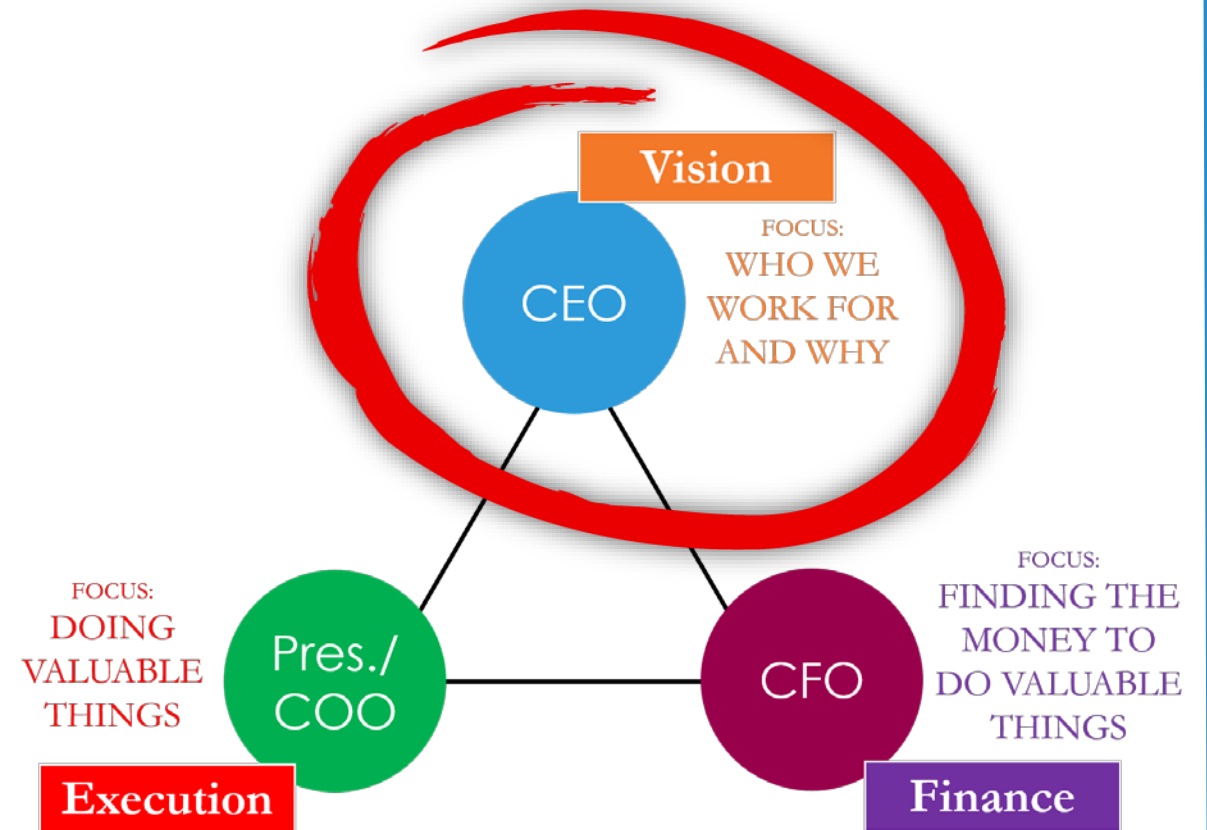 Vision
CEO
FOCUS:
WHO WE
WORK FOR
AND WHY
FOCUS:
DOING
VALUABLE
THINGS
Pres./
COO
Execution
CFO
FOCUS:
FINDING THE
MONEY TO
DO VALUABLE
THINGS
Finance